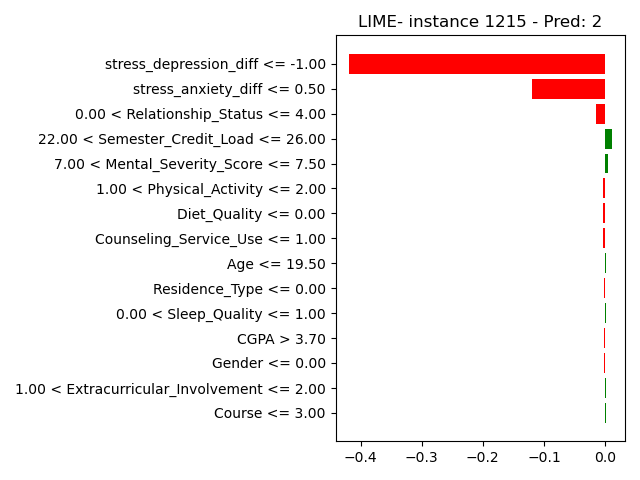 LIME- instance 1215 - Pred: 2
stress_depression_diff <= -1.00
stress_anxiety_diff <= 0.50
0.00 < Relationship_Status <= 4.00
22.00 < Semester_Credit_Load <= 26.00
7.00 < Mental_Severity_Score <= 7.50
1.00 < Physical_Activity <= 2.00
Diet_Quality <= 0.00
Counseling_Service_Use <= 1.00
Age <= 19.50
Residence_Type <= 0.00
0.00 < Sleep_Quality <= 1.00
CGPA > 3.70
Gender <= 0.00
1.00 < Extracurricular_Involvement <= 2.00
Course <= 3.00
−0.4 −0.3 −0.2 −0.1 0.0